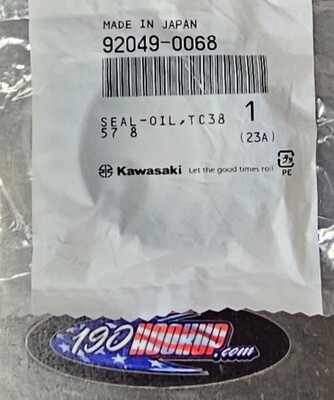 MADE IN JAPAN
92049-0068
SEAL-OIL,TC38 1
57 8 (23A)
Kawasaki Let the good times roll
PE
190HOOKUP.com